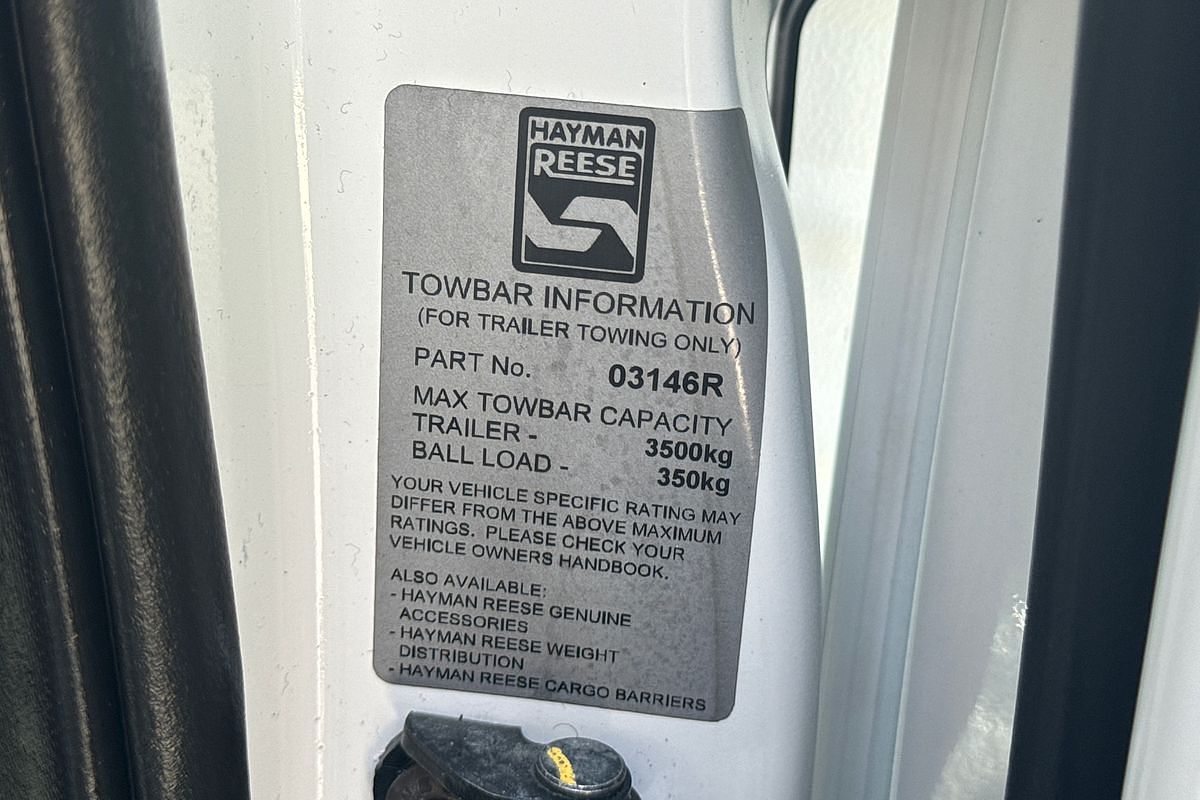 HAYMAN
REESE
TOWBAR INFORMATION
(FOR TRAILER TOWING ONLY)
PART No. 03146R
MAX TOWBAR CAPACITY
TRAILER - 3500kg
BALL LOAD - 350kg
YOUR VEHICLE SPECIFIC RATING MAY
DIFFER FROM THE ABOVE MAXIMUM
RATINGS. PLEASE CHECK YOUR
VEHICLE OWNERS HANDBOOK.
ALSO AVAILABLE:
- HAYMAN REESE GENUINE
ACCESSORIES
- HAYMAN REESE WEIGHT
DISTRIBUTION
- HAYMAN REESE CARGO BARRIERS